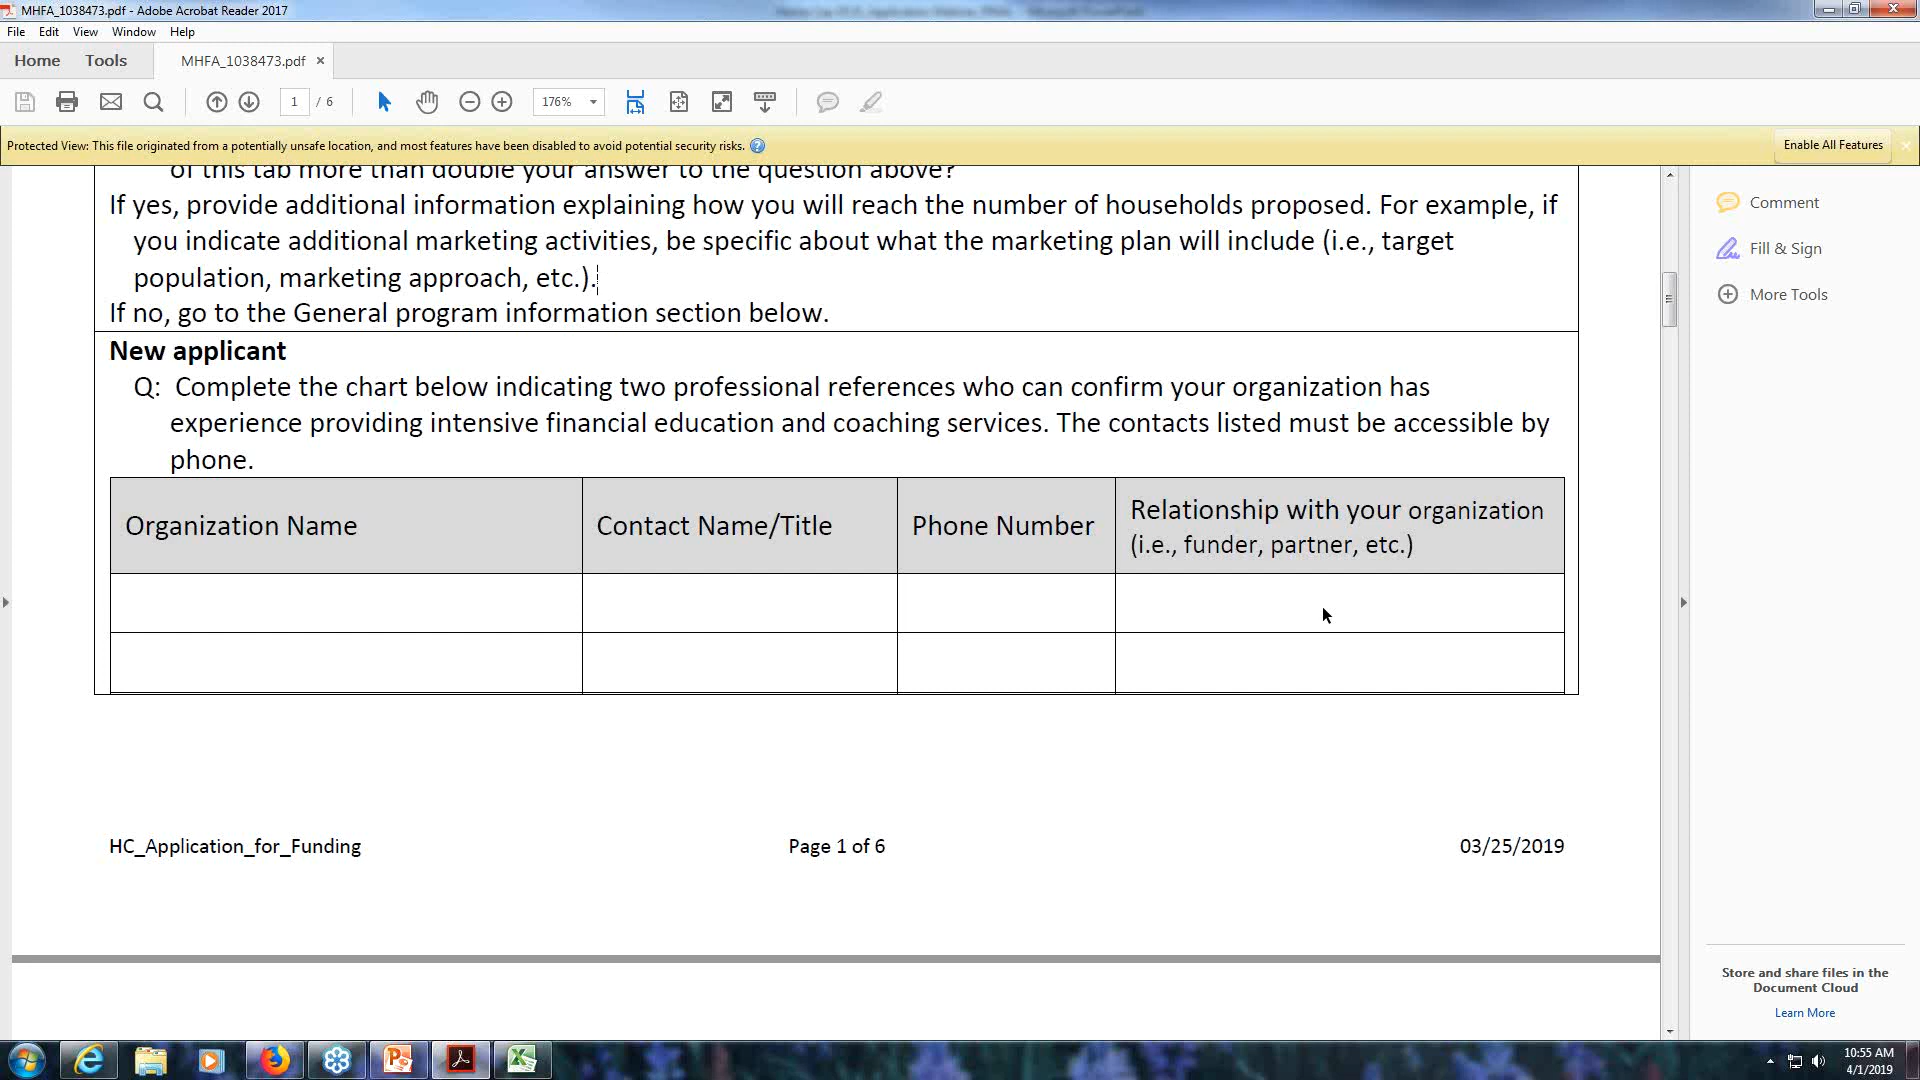 MHFA_1038473.pdf - Adobe Acrobat Reader 2017
File Edit View Window Help
Home Tools MHFA_1038473.pdf ×
1 / 6 176%
Protected View: This file originated from a potentially unsafe location, and most features have been disabled to avoid potential security risks. Enable All Features
of this tab more than double your answer to the question above?
If yes, provide additional information explaining how you will reach the number of households proposed. For example, if
you indicate additional marketing activities, be specific about what the marketing plan will include (i.e., target
population, marketing approach, etc.).
If no, go to the General program information section below.
New applicant
Q: Complete the chart below indicating two professional references who can confirm your organization has
experience providing intensive financial education and coaching services. The contacts listed must be accessible by
phone.
Organization Name Contact Name/Title Phone Number Relationship with your organization
(i.e., funder, partner, etc.)
HC_Application_for_Funding Page 1 of 6 03/25/2019
Comment
Fill & Sign
More Tools
Store and share files in the
Document Cloud
Learn More
10:55 AM
4/1/2019